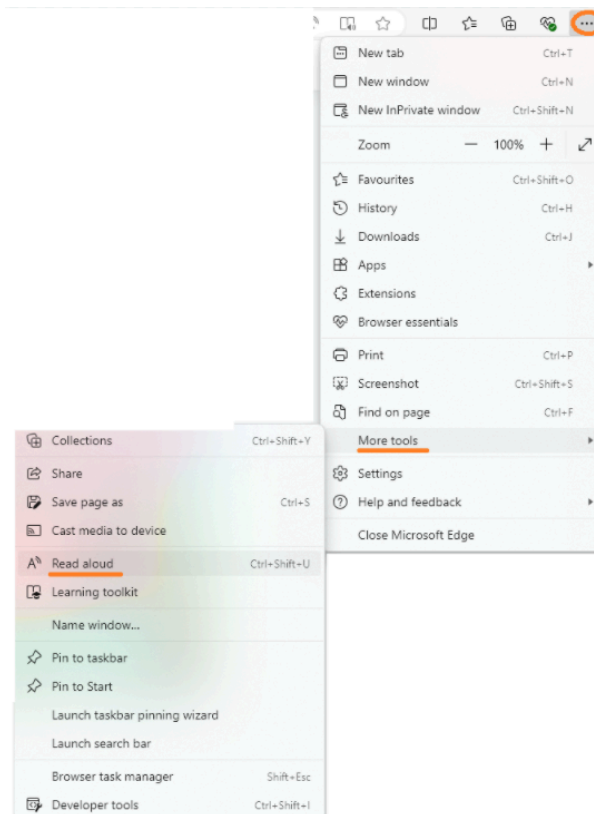 New tab Ctrl+T
New window Ctrl+N
New InPrivate window Ctrl+Shift+N
Zoom — 100% +
Favourites Ctrl+Shift+O
History Ctrl+H
Downloads Ctrl+J
Apps
Extensions
Browser essentials
Print Ctrl+P
Screenshot Ctrl+Shift+S
Find on page Ctrl+F
More tools
Settings
Help and feedback
Close Microsoft Edge
Collections Ctrl+Shift+Y
Share
Save page as Ctrl+S
Cast media to device
Read aloud Ctrl+Shift+U
Learning toolkit
Name window...
Pin to taskbar
Pin to Start
Launch taskbar pinning wizard
Launch search bar
Browser task manager Shift+Esc
Developer tools Ctrl+Shift+I